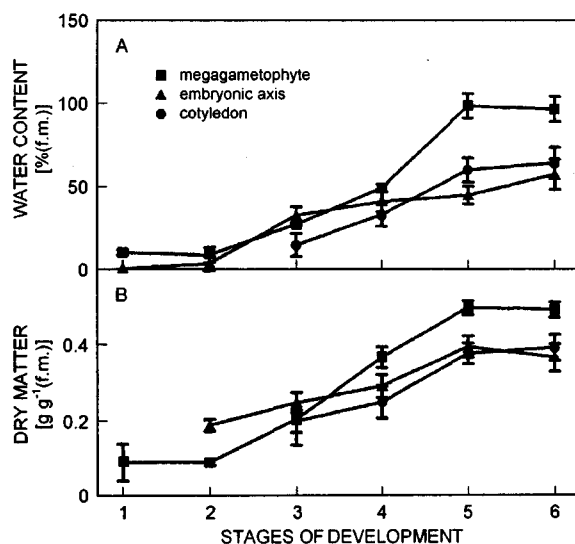 150
A
megagametophyte
embryonic axis
cotyledon
100
50
0
WATER CONTENT
[%(f.m.)]
B
0.4
0.2
0
DRY MATTER
[g g-1(f.m.)]
1 2 3 4 5 6
STAGES OF DEVELOPMENT